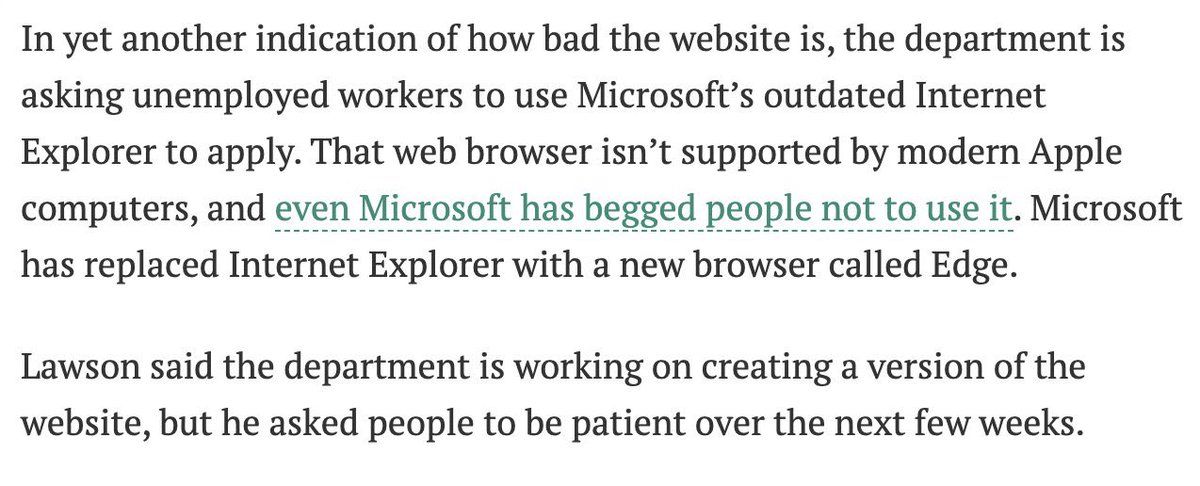 In yet another indication of how bad the website is, the department is
asking unemployed workers to use Microsoft’s outdated Internet
Explorer to apply. That web browser isn’t supported by modern Apple
computers, and even Microsoft has begged people not to use it. Microsoft
has replaced Internet Explorer with a new browser called Edge.
Lawson said the department is working on creating a version of the
website, but he asked people to be patient over the next few weeks.